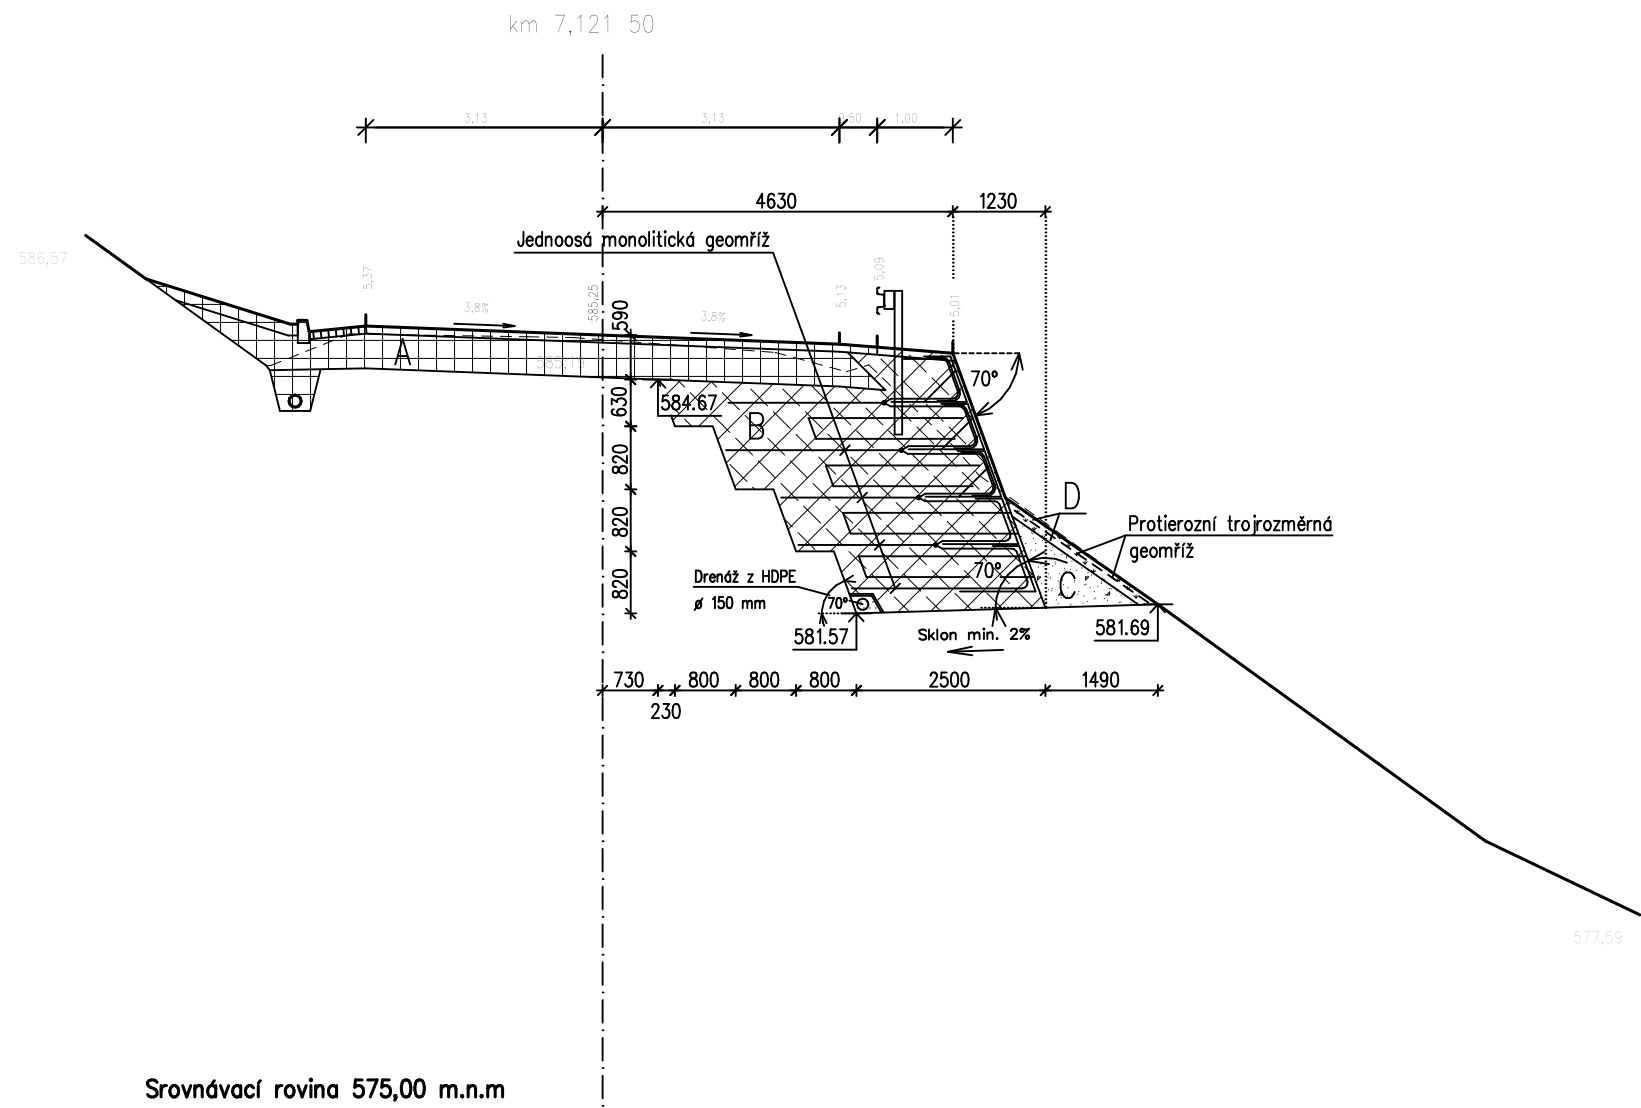 km 7,121 50
3,13
3,13
0,50
1,00
4630
1230
Jednoosá monolitická geomříž
586,57
5,37
3,8%
585,25
590
3,8%
5,13
5,09
5,01
A
585,19
70°
584.67
630
B
820
D
Protierozní trojrozměrná
geomříž
820
70°
C
Drenáž z HDPE
ø 150 mm
70°
820
581.57
Sklon min. 2%
581.69
730
800
800
800
2500
1490
230
577,59
Srovnávací rovina 575,00 m.n.m